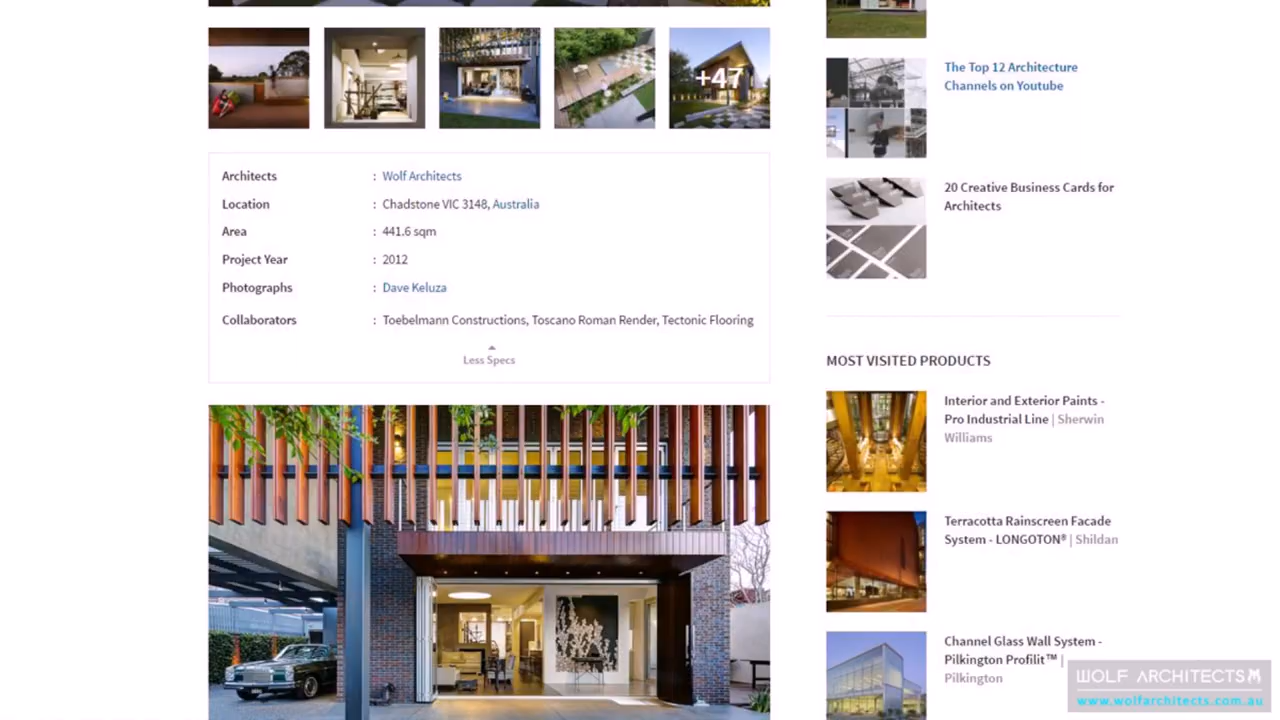 +47
Architects : Wolf Architects
Location : Chadstone VIC 3148, Australia
Area : 441.6 sqm
Project Year : 2012
Photographs : Dave Keluza
Collaborators : Toebelmann Constructions, Toscano Roman Render, Tectonic Flooring
Less Specs
The Top 12 Architecture
Channels on Youtube
20 Creative Business Cards for
Architects
MOST VISITED PRODUCTS
Interior and Exterior Paints -
Pro Industrial Line | Sherwin
Williams
Terracotta Rainscreen Facade
System - LONGOTON® | Shildan
Channel Glass Wall System -
Pilkington Profilit™ |
Pilkington
WOLF ARCHITECTS
www.wolfarchitects.com.au